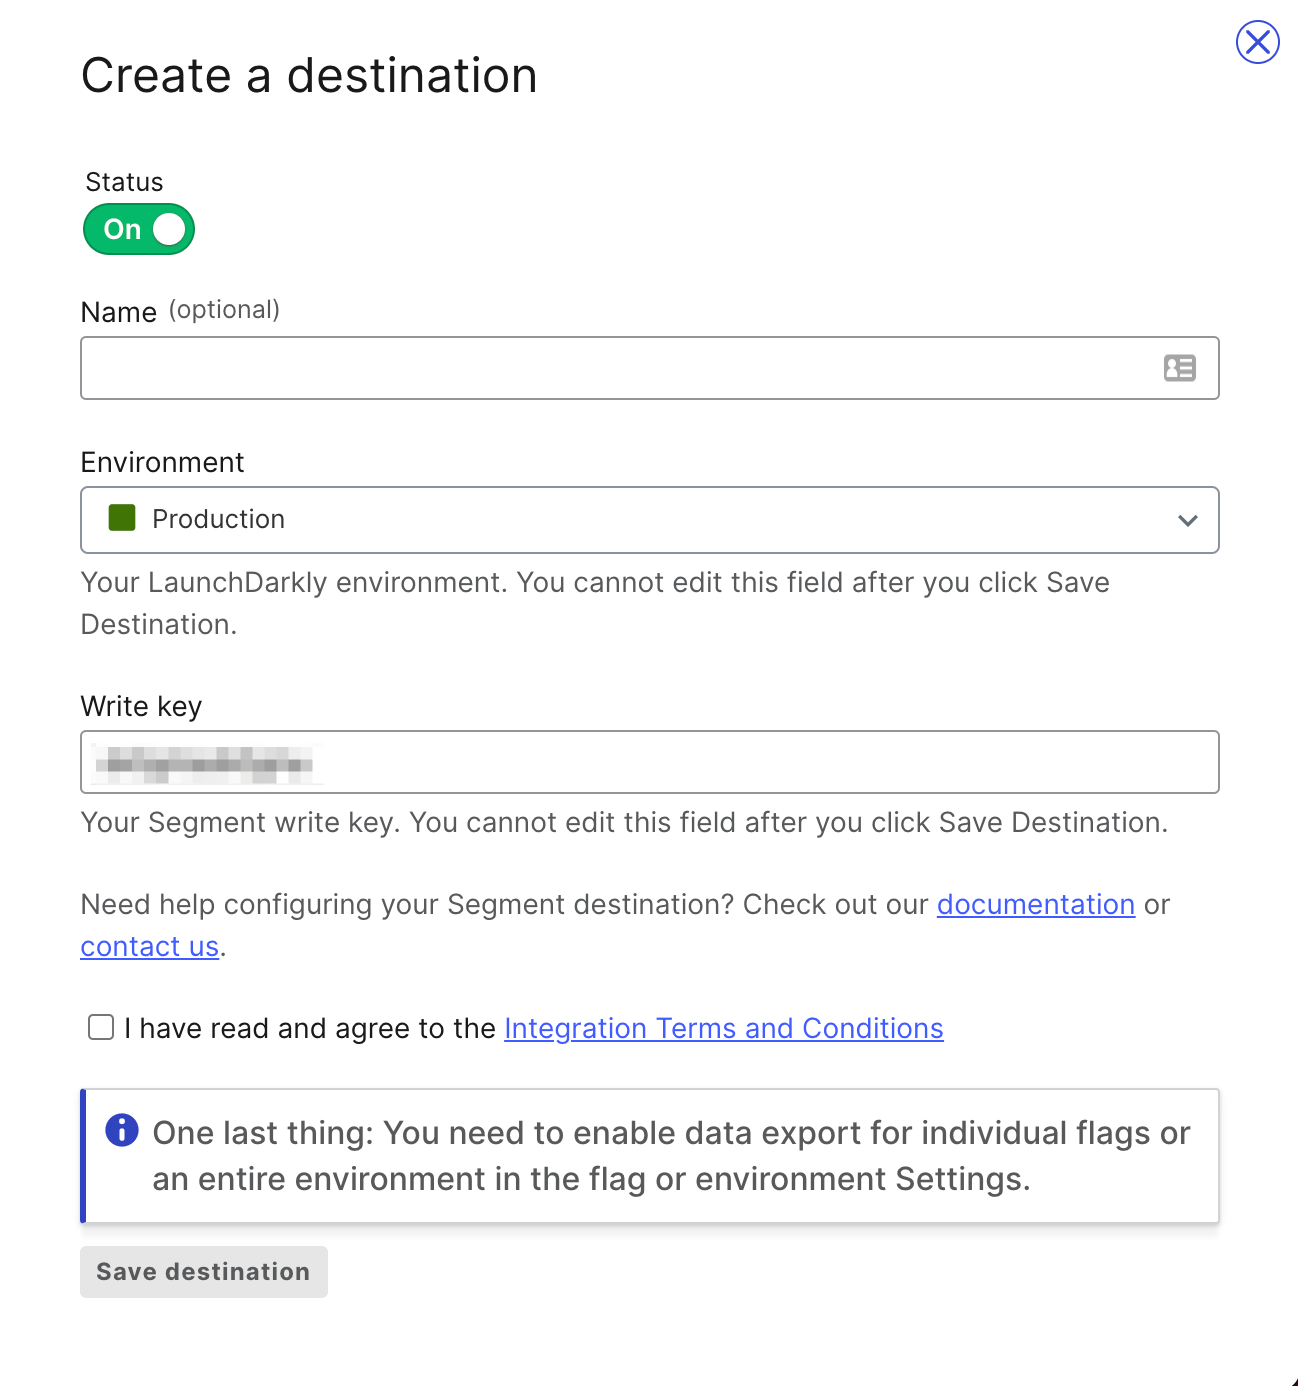 Create a destination
Status
On
Name (optional)
Environment
Production
Your LaunchDarkly environment. You cannot edit this field after you click Save
Destination.
Write key
Your Segment write key. You cannot edit this field after you click Save Destination.
Need help configuring your Segment destination? Check out our documentation or
contact us.
I have read and agree to the Integration Terms and Conditions
One last thing: You need to enable data export for individual flags or
an entire environment in the flag or environment Settings.
Save destination